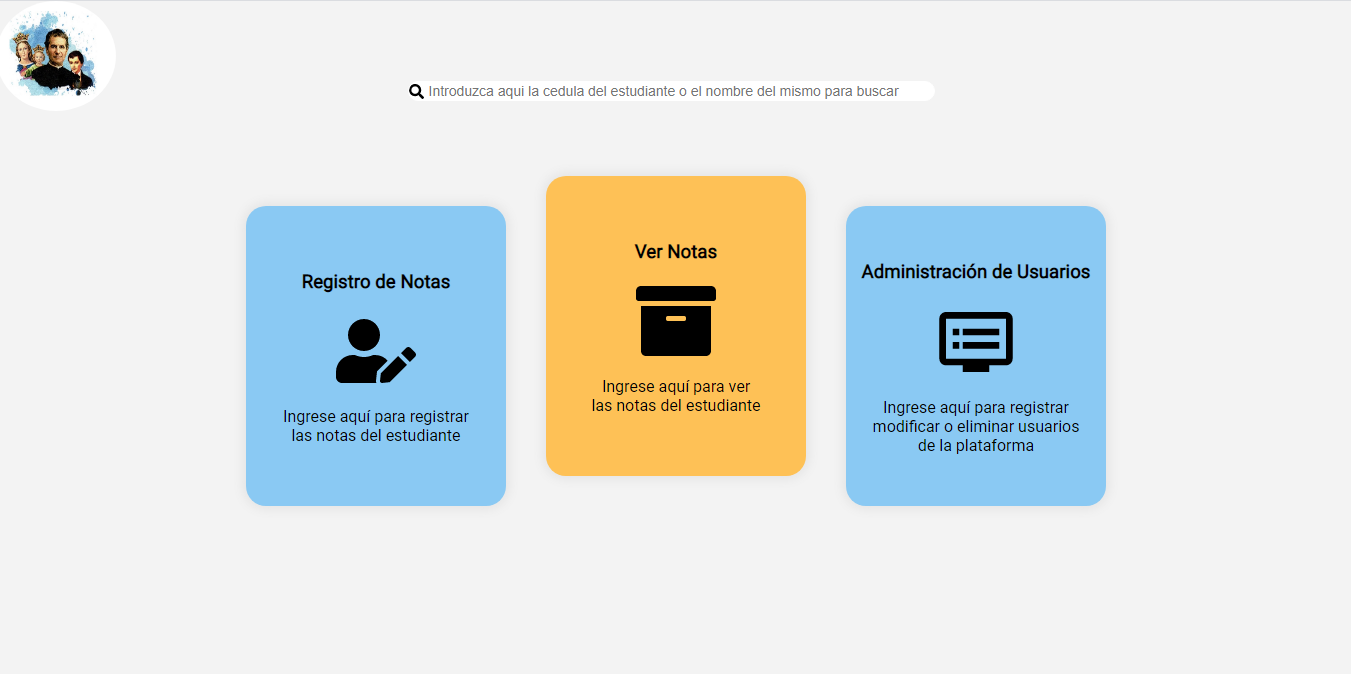 Introduzca aqui la cedula del estudiante o el nombre del mismo para buscar
Registro de Notas
Ingrese aquí para registrar
las notas del estudiante
Ver Notas
Ingrese aquí para ver
las notas del estudiante
Administración de Usuarios
Ingrese aquí para registrar
modificar o eliminar usuarios
de la plataforma